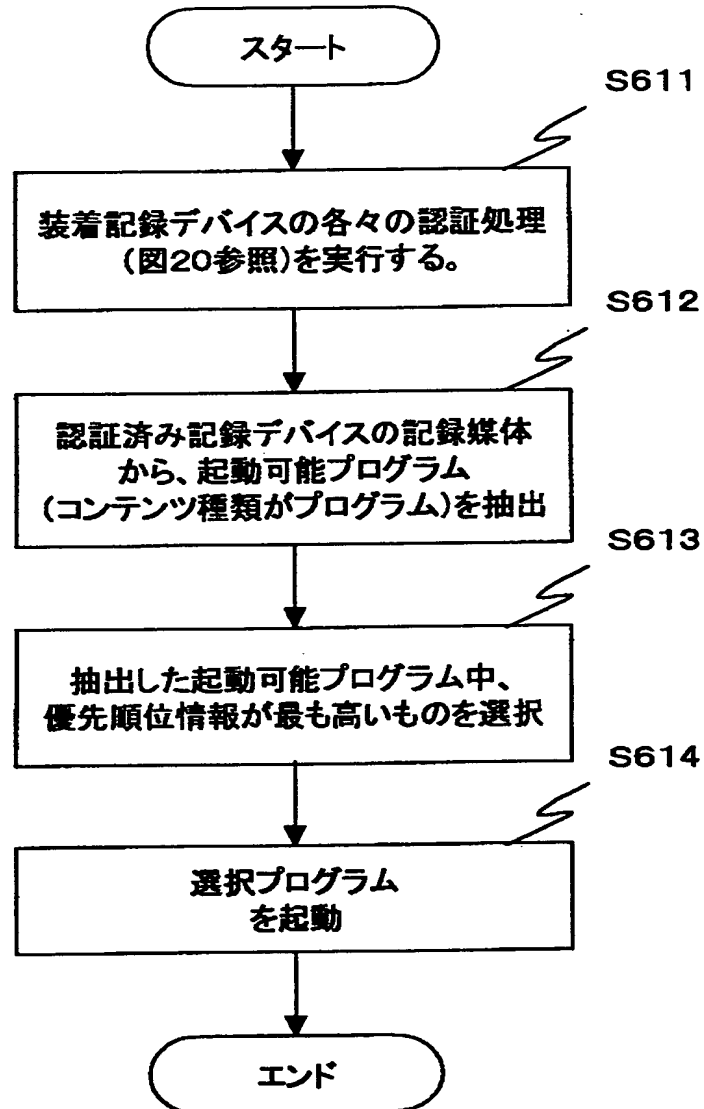 スタート
S611
装着記録デバイスの各々の認証処理
(図20参照)を実行する。
S612
認証済み記録デバイスの記録媒体
から、起動可能プログラム
(コンテンツ種類がプログラム)を抽出
S613
抽出した起動可能プログラム中、
優先順位情報が最も高いものを選択
S614
選択プログラム
を起動
エンド